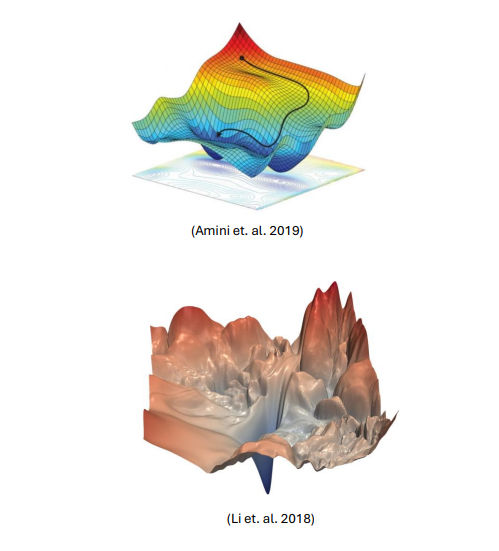 (Amini et. al. 2019)
(Li et. al. 2018)